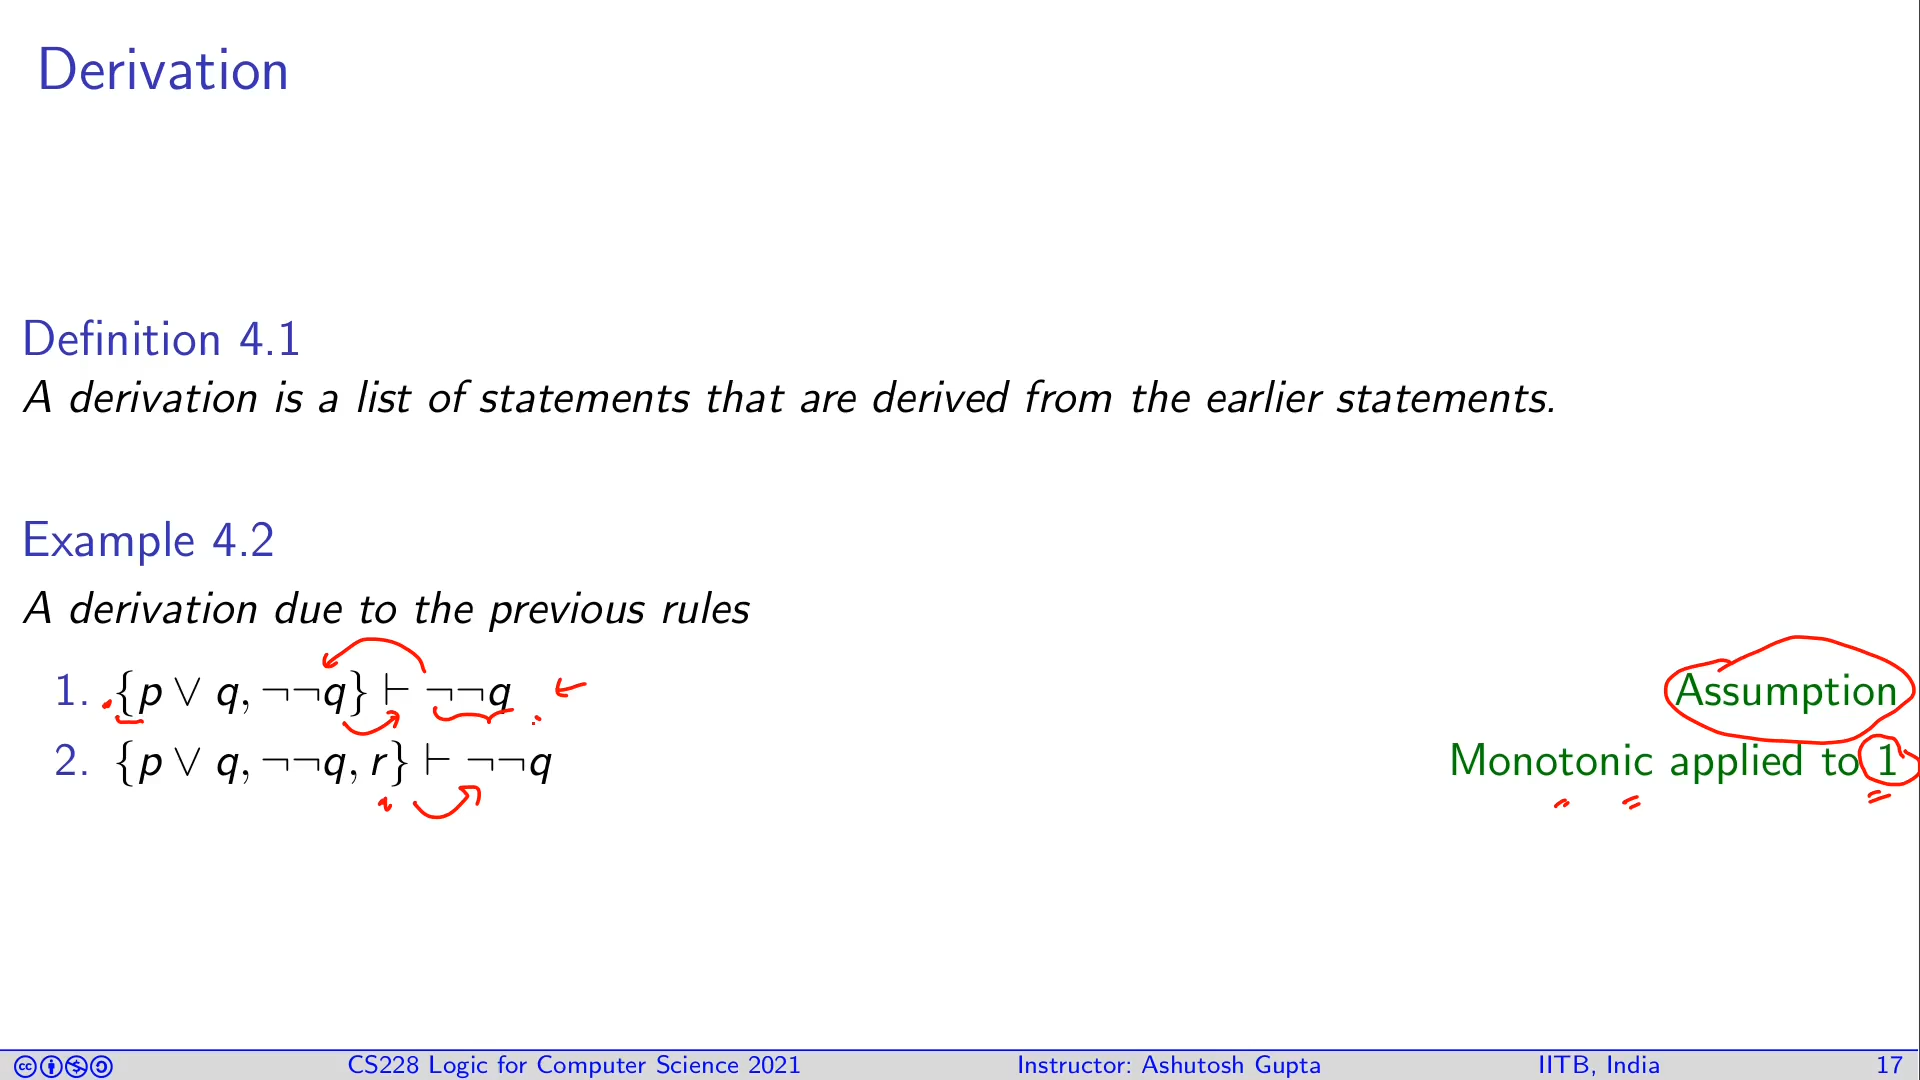 Derivation
Definition 4.1
A derivation is a list of statements that are derived from the earlier statements.
Example 4.2
A derivation due to the previous rules
1. {p ∨ q, ¬¬q} ⊢ ¬¬q Assumption
2. {p ∨ q, ¬¬q, r} ⊢ ¬¬q Monotonic applied to 1
CS228 Logic for Computer Science 2021 Instructor: Ashutosh Gupta IITB, India 17